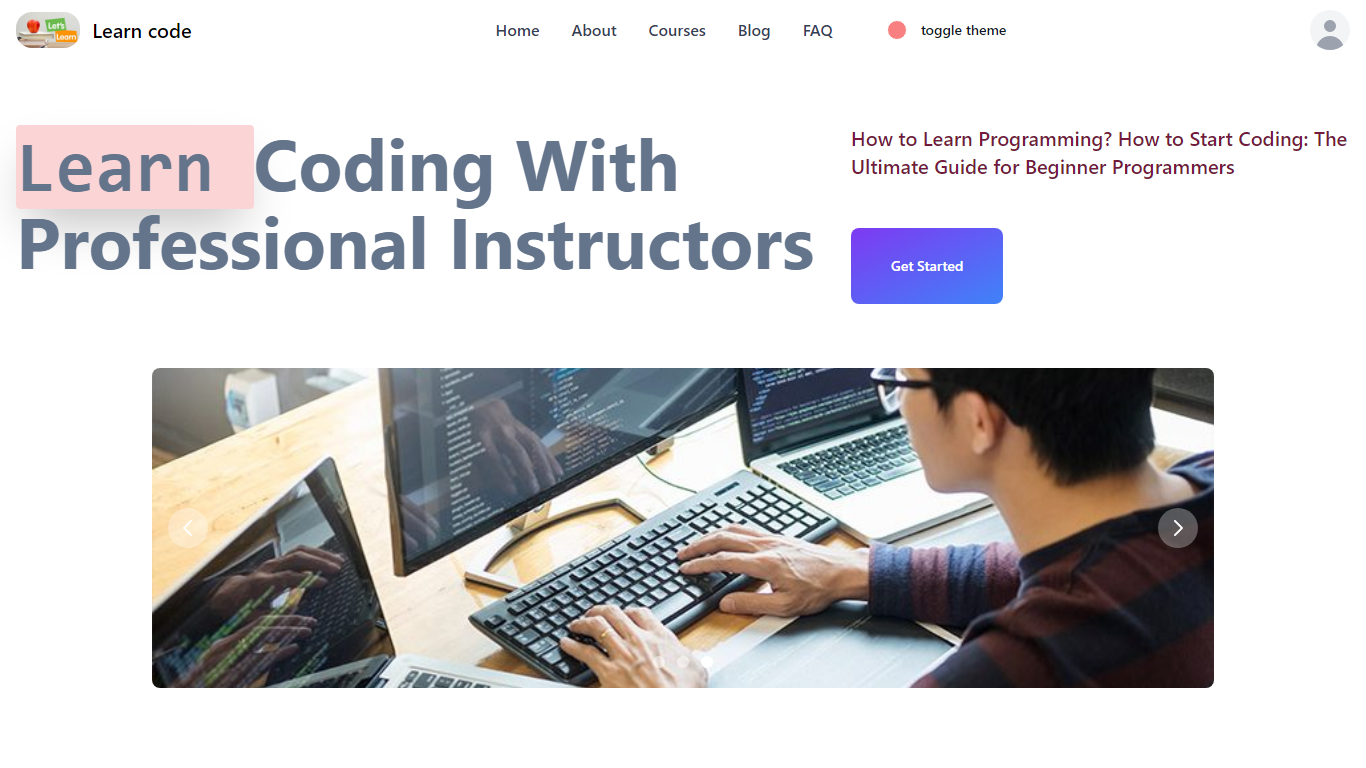 Let's
Learn
Learn code
Home
About
Courses
Blog
FAQ
toggle theme
Learn Coding With
Professional Instructors
How to Learn Programming? How to Start Coding: The
Ultimate Guide for Beginner Programmers
Get Started